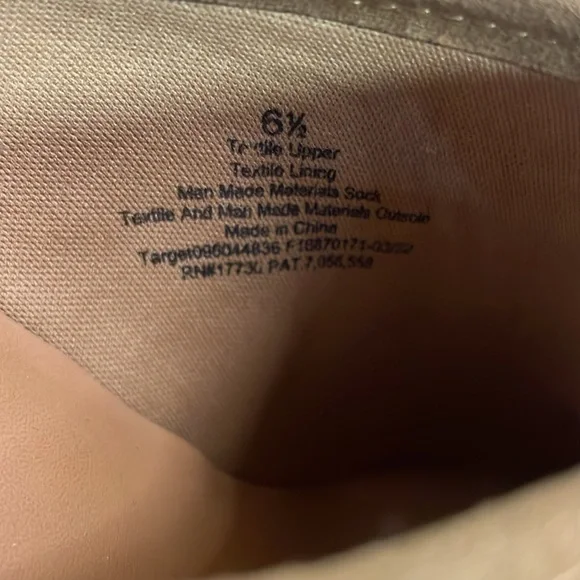 6½
Textile Upper
Textile Lining
Man Made Materials Sock
Textile And Man Made Materials Outsole
Made in China
Target096044836 F18870171-03/02
RN#17730 PAT.7,056,558